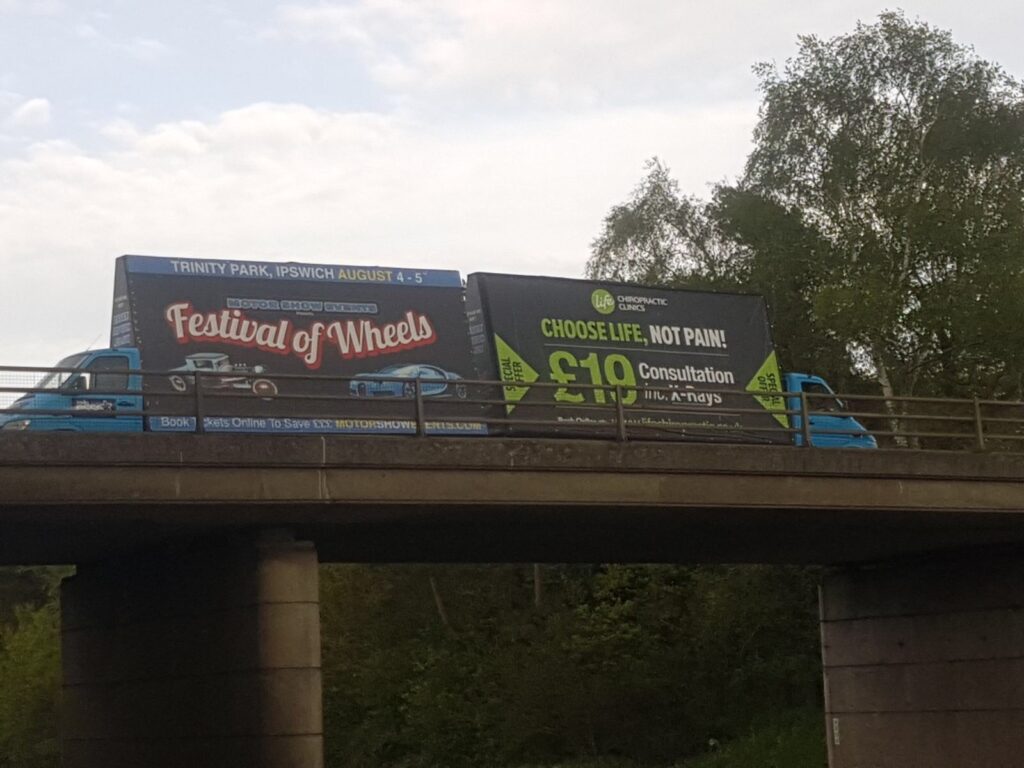 TRINITY PARK, IPSWICH AUGUST 4 - 5
MOTOR SHOW EVENTS
Festival of Wheels
Book Tickets Online To Save £££ MOTORSHOWEVENTS.COM
life CHIROPRACTIC
CLINICS
CHOOSE LIFE, NOT PAIN!
SPECIAL
OFFER
£19 Consultation
inc. X-Rays
SPECIAL
OFFER